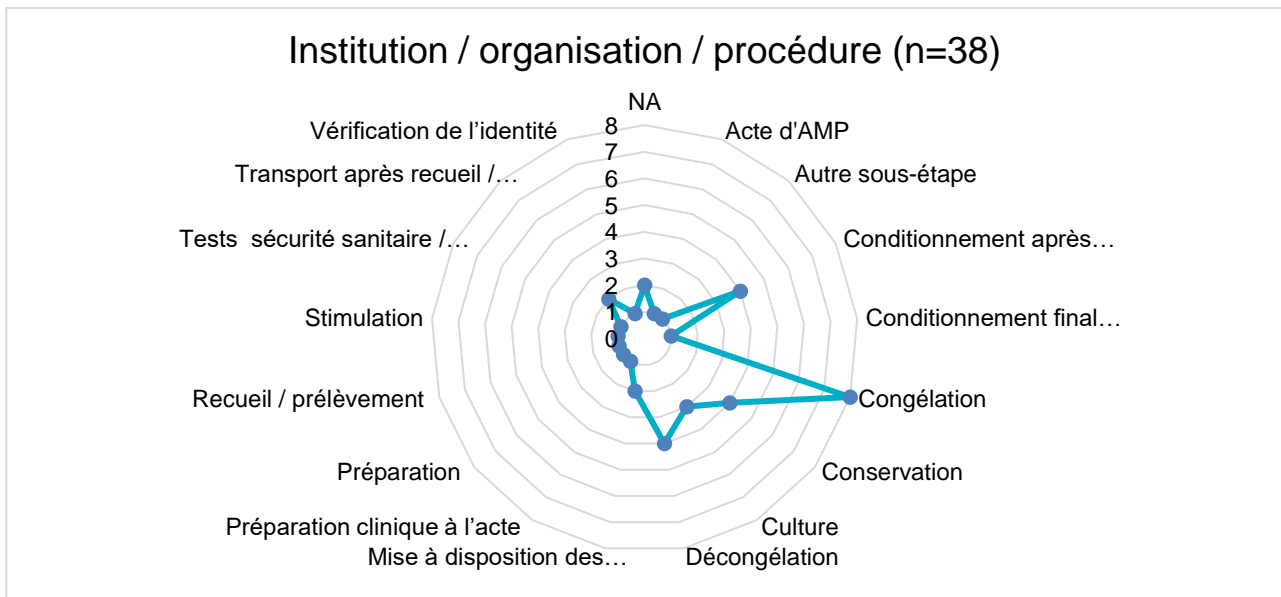 Institution / organisation / procédure (n=38)
NA
Vérification de l’identité
Acte d'AMP
Transport après recueil /…
Autre sous-étape
Tests  sécurité sanitaire /…
Conditionnement après…
Stimulation
Conditionnement final…
Recueil / prélèvement
Congélation
Préparation
Conservation
Préparation clinique à l’acte
Culture
Mise à disposition des…
Décongélation
8
7
6
5
4
3
2
1
0